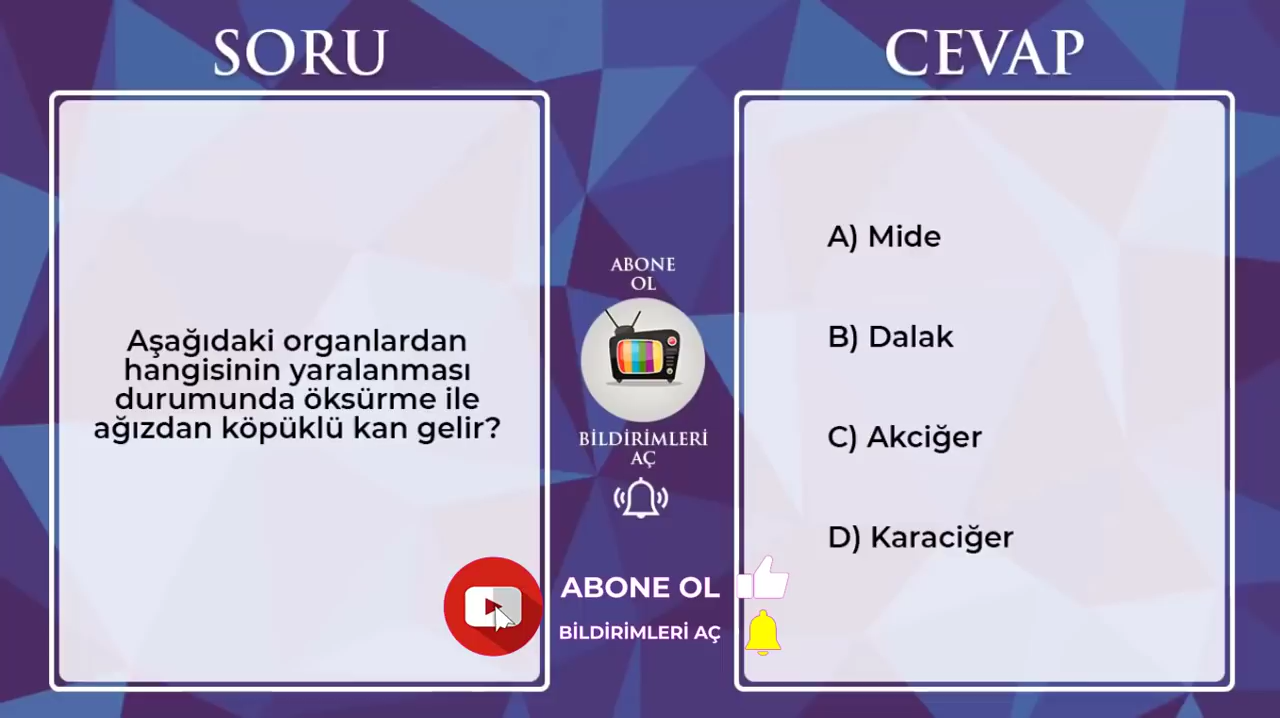 SORU
Aşağıdaki organlardan
hangisinin yaralanması
durumunda öksürme ile
ağızdan köpüklü kan gelir?
ABONE
OL
BİLDİRİMLERİ
AÇ
ABONE OL
BİLDİRİMLERİ AÇ
CEVAP
A) Mide
B) Dalak
C) Akciğer
D) Karaciğer